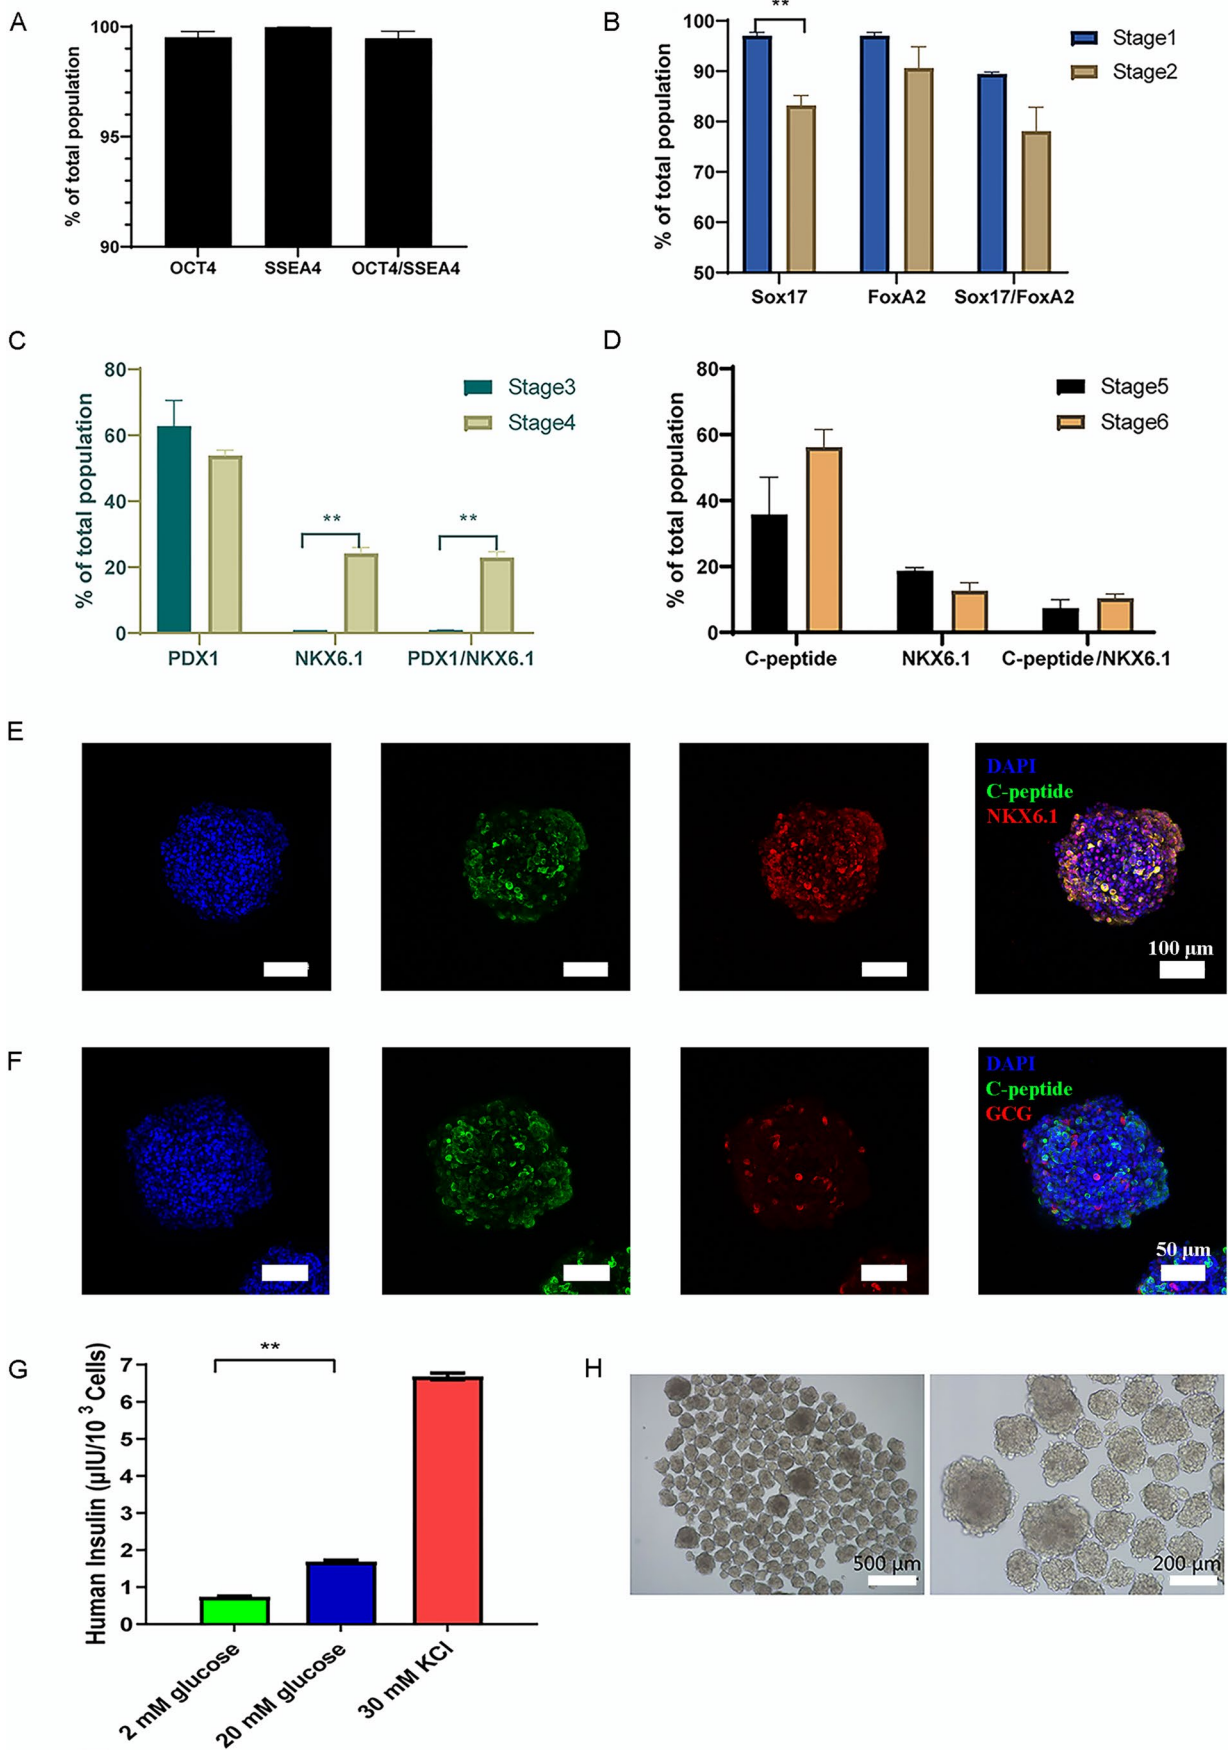 A
% of total population
100
95
90
OCT4
SSEA4
OCT4/SSEA4
B
% of total population
100
90
80
70
60
50
**
Stage1
Stage2
Sox17
FoxA2
Sox17/FoxA2
C
% of total population
80
60
40
20
0
**
**
Stage3
Stage4
PDX1
NKX6.1
PDX1/NKX6.1
D
% of total population
80
60
40
20
0
Stage5
Stage6
C-peptide
NKX6.1
C-peptide/NKX6.1
E
DAPI
C-peptide
NKX6.1
100 μm
F
DAPI
C-peptide
GCG
50 μm
G
Human Insulin (μIU/10 3 Cells)
7
6
5
4
3
2
1
0
**
2 mM glucose
20 mM glucose
30 mM KCl
H
500 μm
200 μm